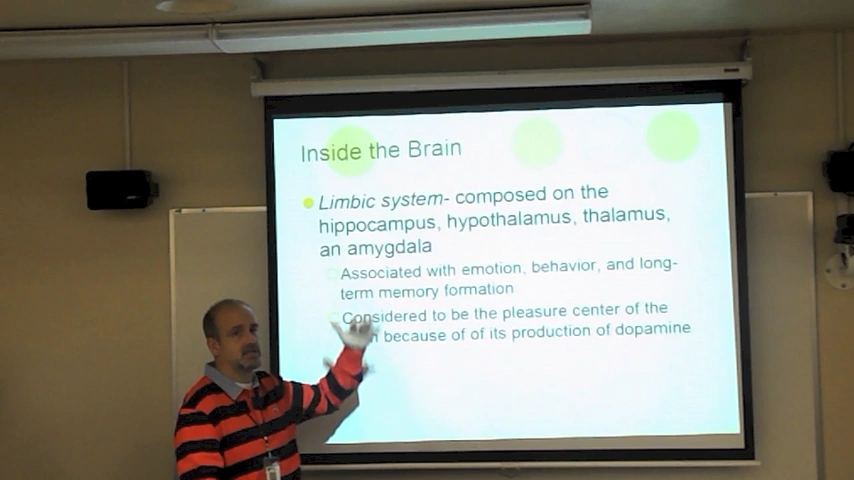 Inside the Brain
Limbic system- composed on the
hippocampus, hypothalamus, thalamus,
an amygdala
Associated with emotion, behavior, and long-
term memory formation
Considered to be the pleasure center of the
because of of its production of dopamine